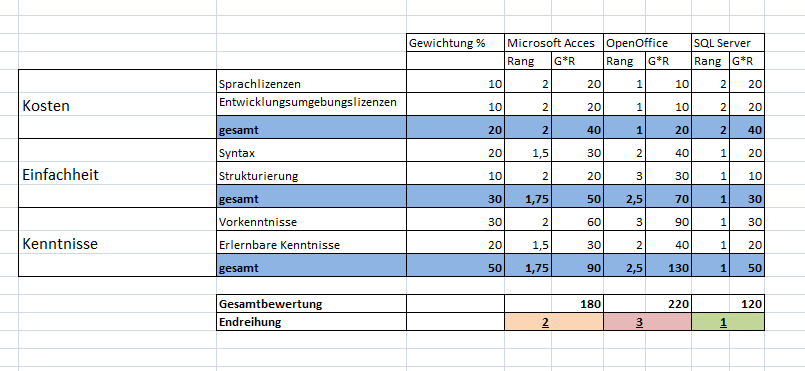 Gewichtung % Microsoft Acces OpenOffice SQL Server
Rang G*R Rang G*R Rang G*R
Kosten
Sprachlizenzen 10 2 20 1 10 2 20
Entwicklungsumgebungslizenzen 10 2 20 1 10 2 20
gesamt 20 2 40 1 20 2 40
Einfachheit
Syntax 20 1,5 30 2 40 1 20
Strukturierung 10 2 20 3 30 1 10
gesamt 30 1,75 50 2,5 70 1 30
Kenntnisse
Vorkenntnisse 30 2 60 3 90 1 30
Erlernbare Kenntnisse 20 1,5 30 2 40 1 20
gesamt 50 1,75 90 2,5 130 1 50
Gesamtbewertung 180 220 120
Endreihung 2 3 1